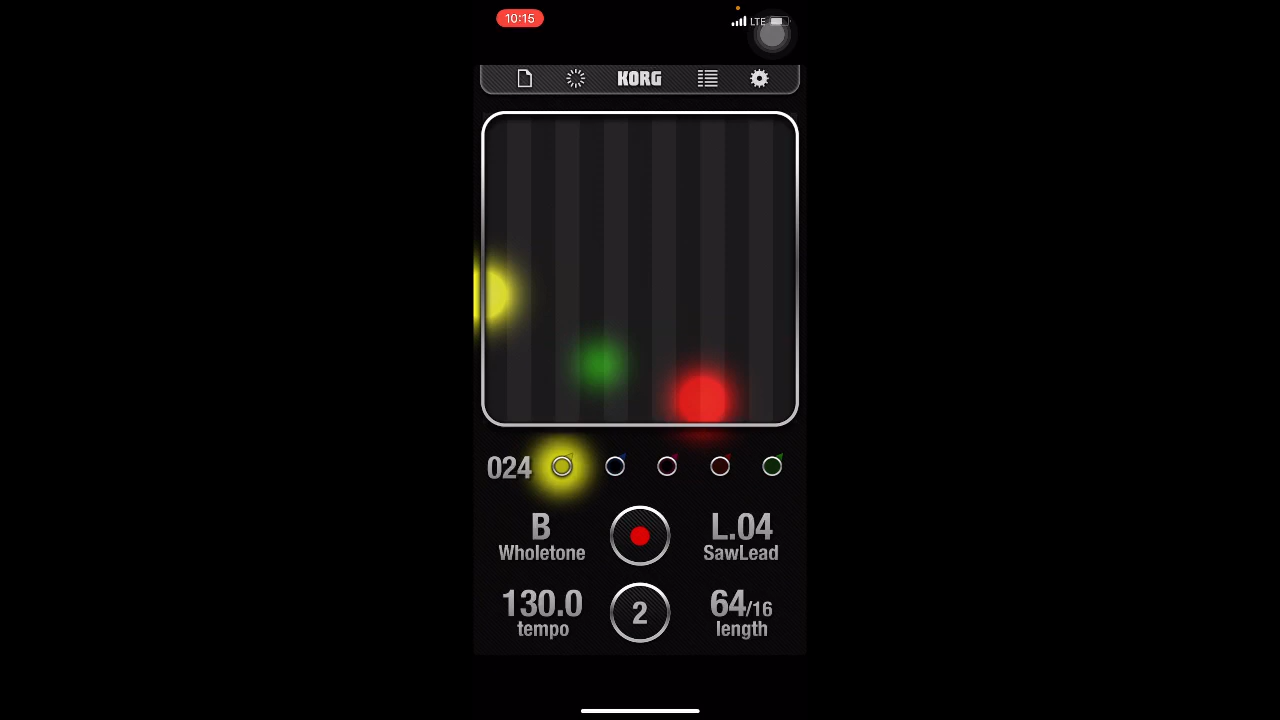 10:15
LTE
KORG
024
B
L.04
Wholetone
SawLead
130.0
2
64/16
tempo
length